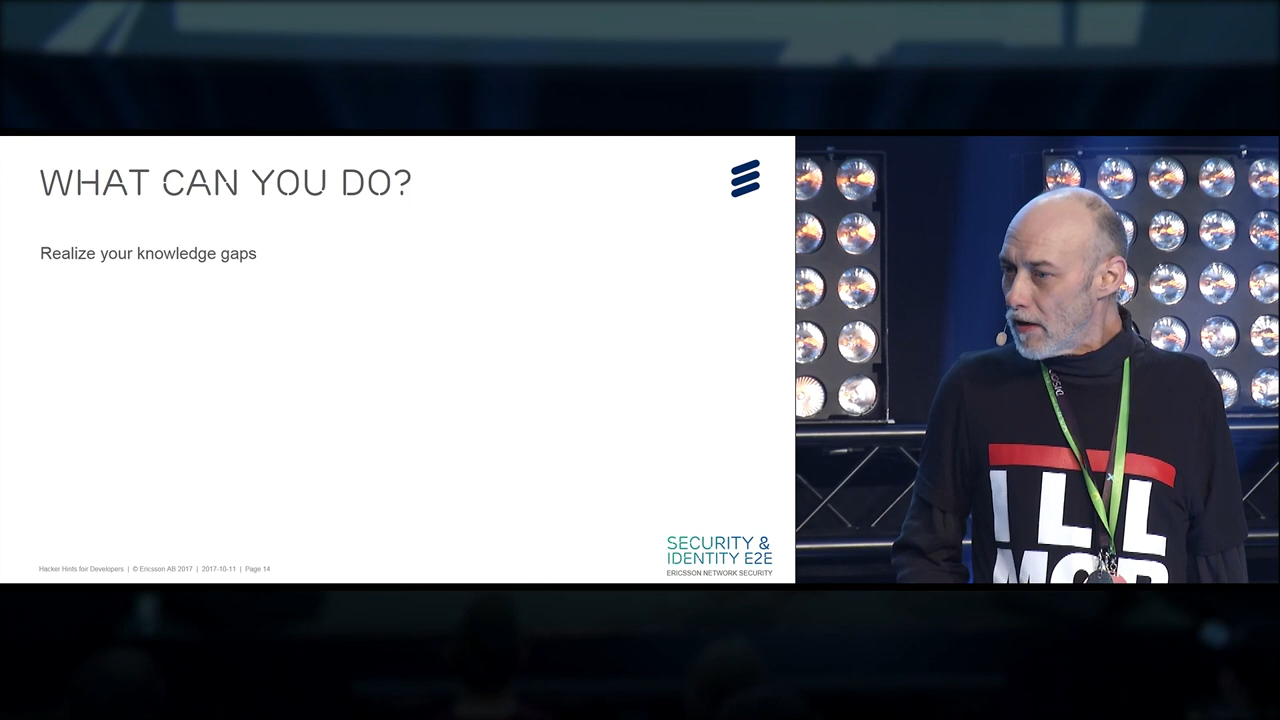 WHAT CAN YOU DO?
Realize your knowledge gaps
SECURITY &
IDENTITY E2E
ERICSSON NETWORK SECURITY
Hacker Hints foir Developers | © Ericsson AB 2017 | 2017-10-11 | Page 14
I L L